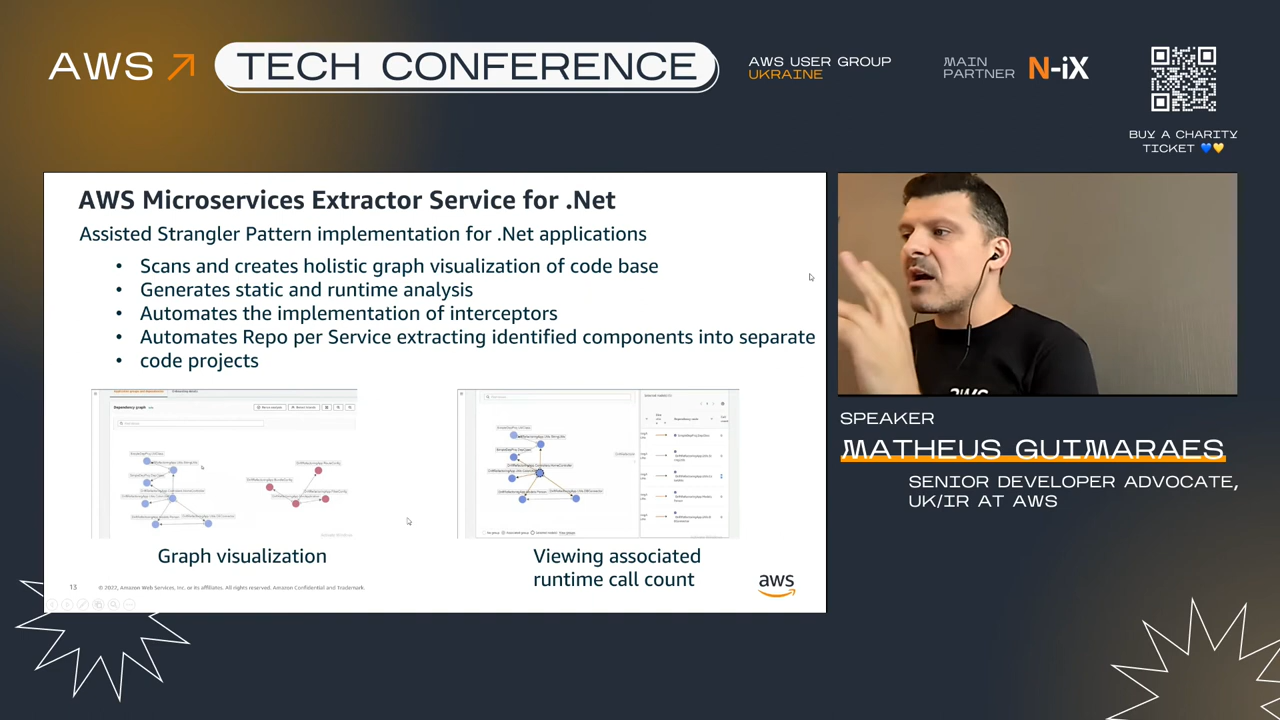 AWS
TECH CONFERENCE
AWS USER GROUP
UKRAINE
MAIN
PARTNER
N-iX
BUY A CHARITY
TICKET 💙💛
AWS Microservices Extractor Service for .Net
Assisted Strangler Pattern implementation for .Net applications
• Scans and creates holistic graph visualization of code base
• Generates static and runtime analysis
• Automates the implementation of interceptors
• Automates Repo per Service extracting identified components into separate
• code projects
Dependency graph
Graph visualization
Viewing associated
runtime call count
13
© 2022, Amazon Web Services, Inc. or its affiliates. All rights reserved. Amazon Confidential and Trademark.
aws
SPEAKER
MATHEUS GUIMARAES
SENIOR DEVELOPER ADVOCATE,
UK/IR AT AWS